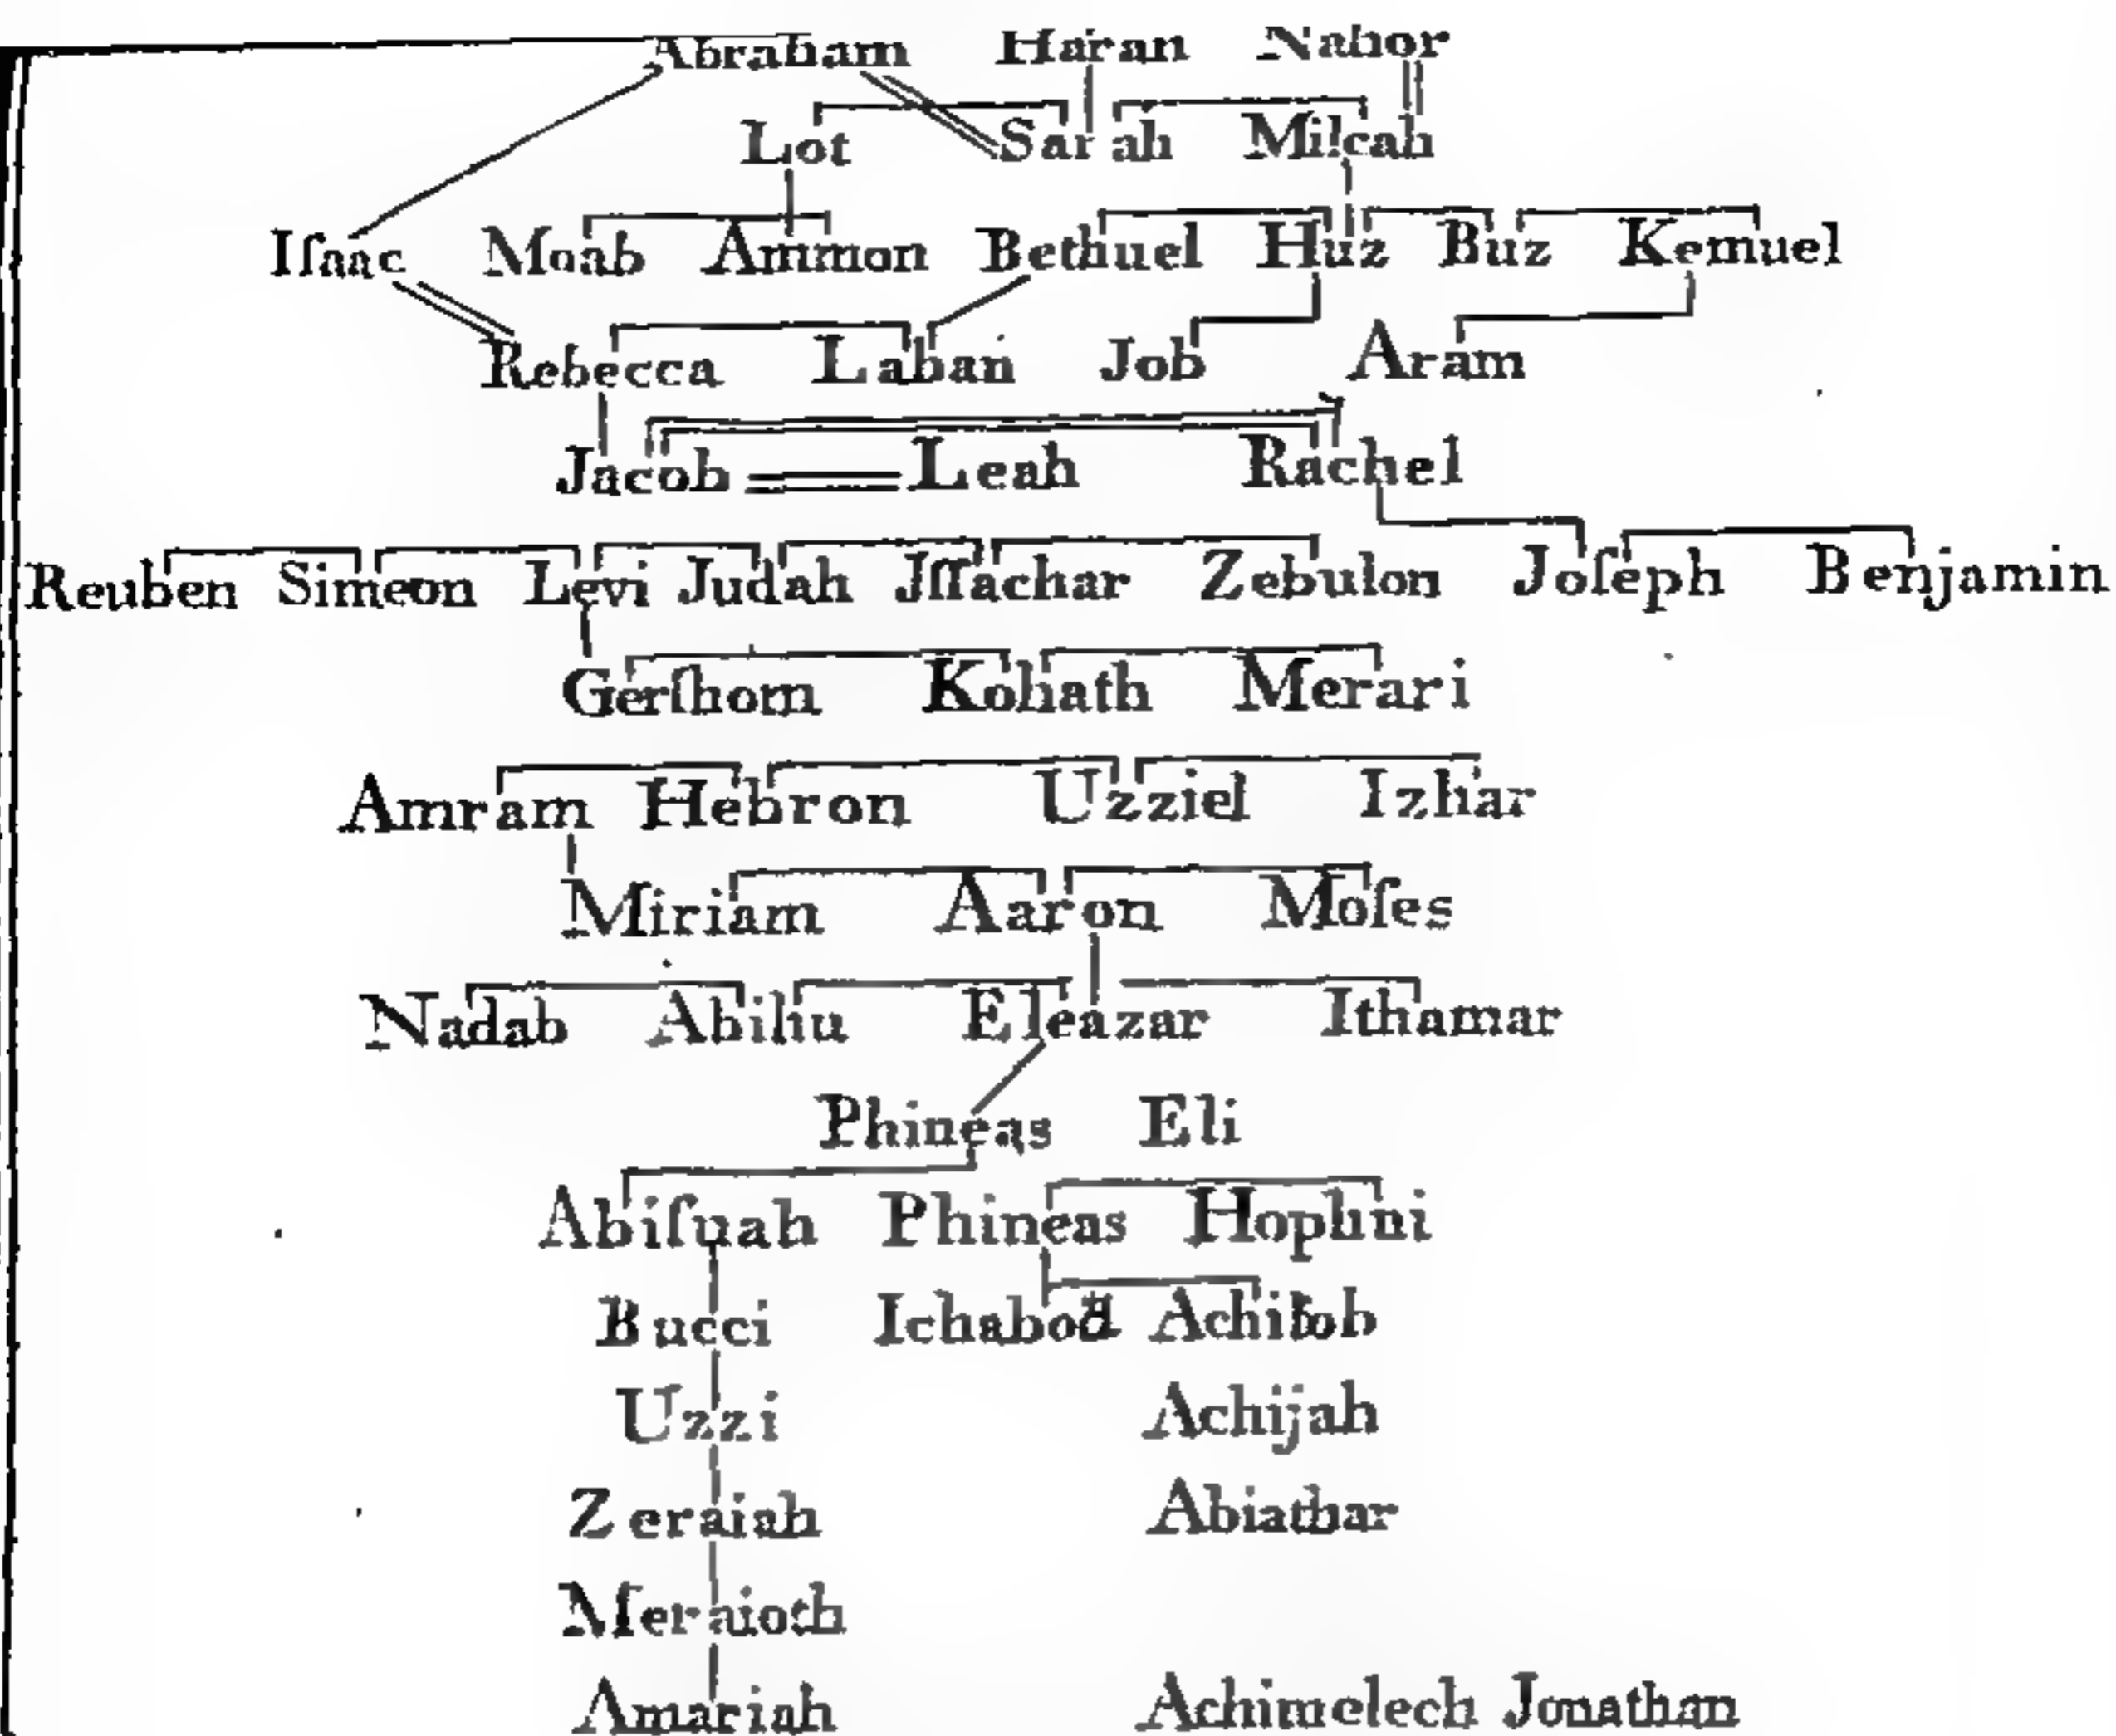 Abraham Haran Nahor
Lot Sarah Milcah
Iſaac Moab Ammon Bethuel Huz Buz Kemuel
Rebecca Laban Job Aram
Jacob Leah Rachel
Reuben Simeon Levi Judah Jſſachar Zebulon Joſeph Benjamin
Gerſhom Kohath Merari
Amram Hebron Uzziel Izhar
Miriam Aaron Moſes
Nadab Abihu Eleazar Ithamar
Phineas Eli
Abiſuah Phineas Hophni
Bucci Ichabod Achitob
Uzzi Achijah
Zeraiah Abiathar
Meraioth
Amariah Achimelech Jonathan